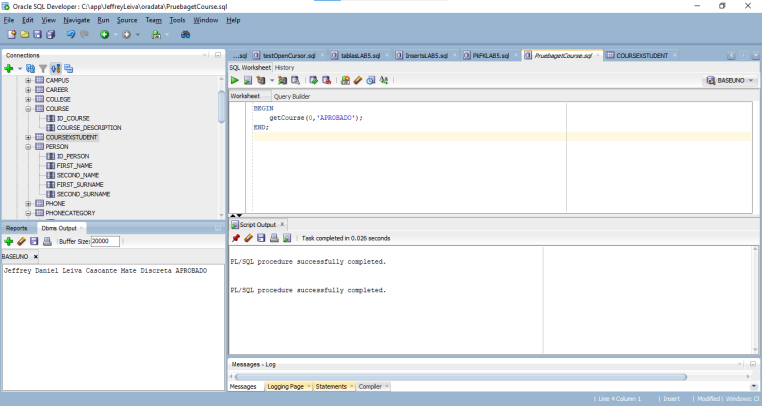 Oracle SQL Developer : C:\app\JeffreyLeiva\oradata\PruebagetCourse.sql
File Edit View Navigate Run Source Team Tools Window Help
Connections
CAMPUS
CAREER
COLLEGE
COURSE
ID_COURSE
COURSE_DESCRIPTION
COURSEXSTUDENT
PERSON
ID_PERSON
FIRST_NAME
SECOND_NAME
FIRST_SURNAME
SECOND_SURNAME
PHONE
PHONECATEGORY
Reports Dbms Output
Buffer Size: 20000
BASEUNO
Jeffrey Daniel Leiva Cascante Mate Discreta APROBADO
...sql testOpenCursor.sql tablasLAB5.sql InsertsLAB5.sql PkFKLAB5.sql PruebagetCourse.sql COURSEXSTUDENT
SQL Worksheet History
BASEUNO
Worksheet Query Builder
BEGIN
getCourse(0,'APROBADO');
END;
Script Output
Task completed in 0.026 seconds
PL/SQL procedure successfully completed.
PL/SQL procedure successfully completed.
Messages - Log
Messages Logging Page Statements Compiler
Line 4 Column 1 Insert Modified Windows: Cl